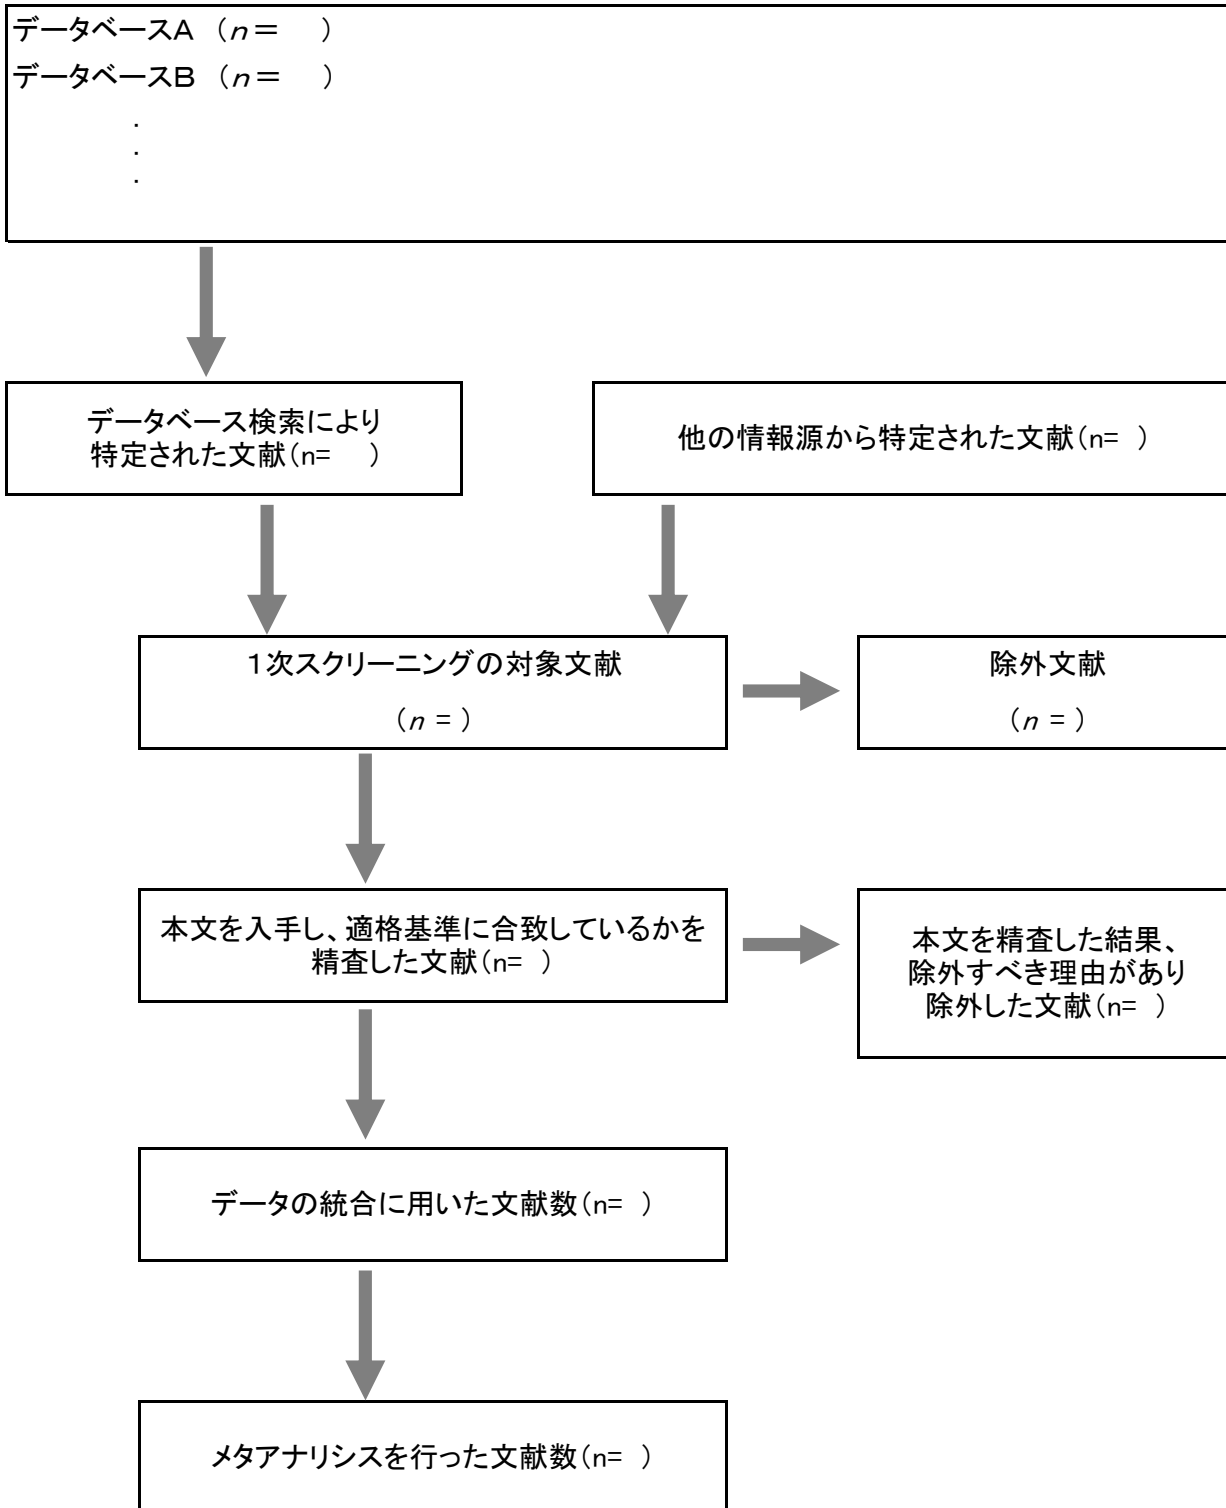 データベースA （n＝　　）
データベースB （n＝　　）
.
.
.
データベース検索により
特定された文献（n=　　）
他の情報源から特定された文献（n=　）
１次スクリーニングの対象文献
（n = ）
除外文献
（n = ）
本文を入手し、適格基準に合致しているかを
精査した文献（n=　）
本文を精査した結果、
除外すべき理由があり
除外した文献（n=　）
データの統合に用いた文献数（n=　）
メタアナリシスを行った文献数（n=　）